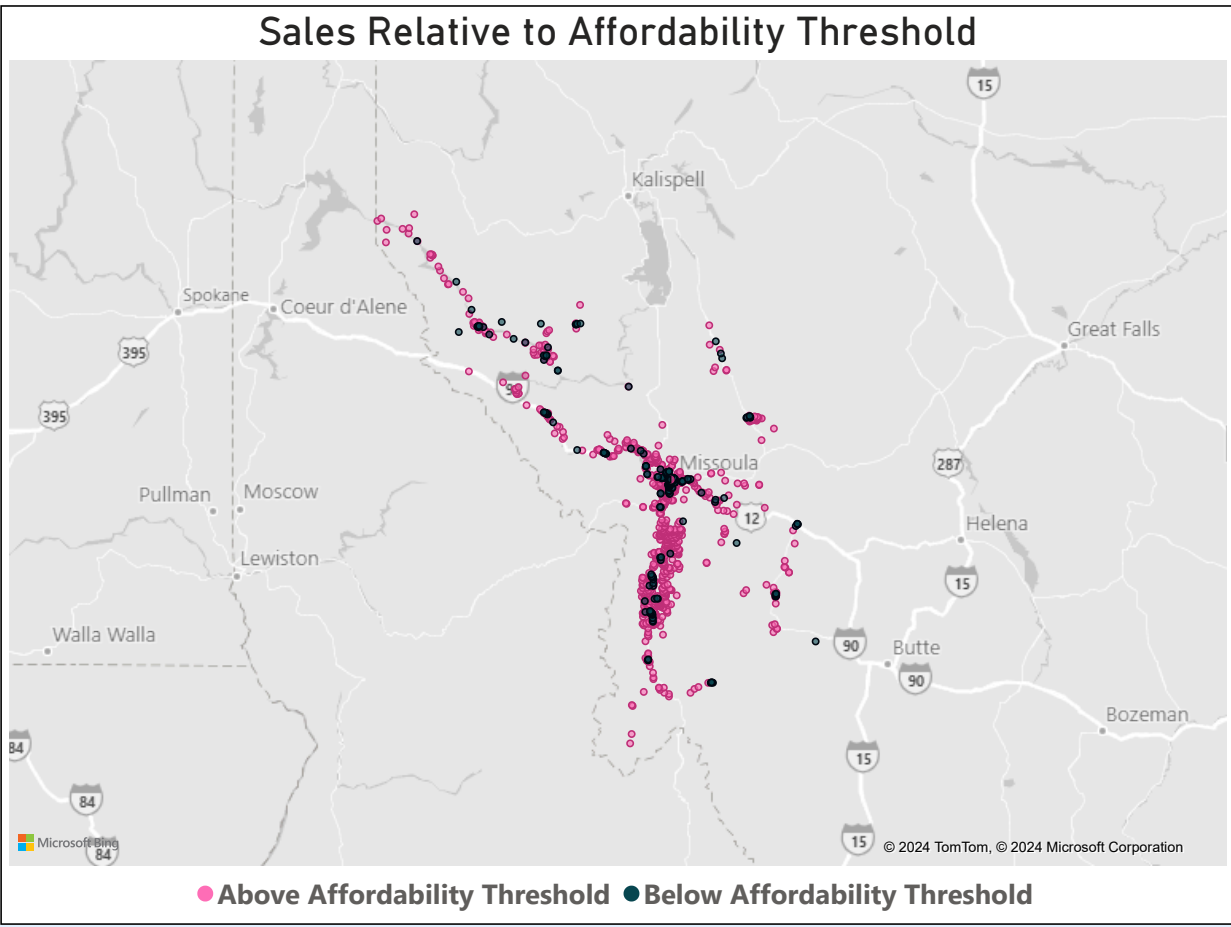 Sales Relative to Affordability Threshold
15
Kalispell
Spokane
Coeur d'Alene
Great Falls
395
395
Missoula
287
Pullman
Moscow
12
Helena
Lewiston
15
Walla Walla
90
Butte
90
Bozeman
84
15
84
Microsoft Bing
84
15
© 2024 TomTom, © 2024 Microsoft Corporation
Above Affordability Threshold Below Affordability Threshold